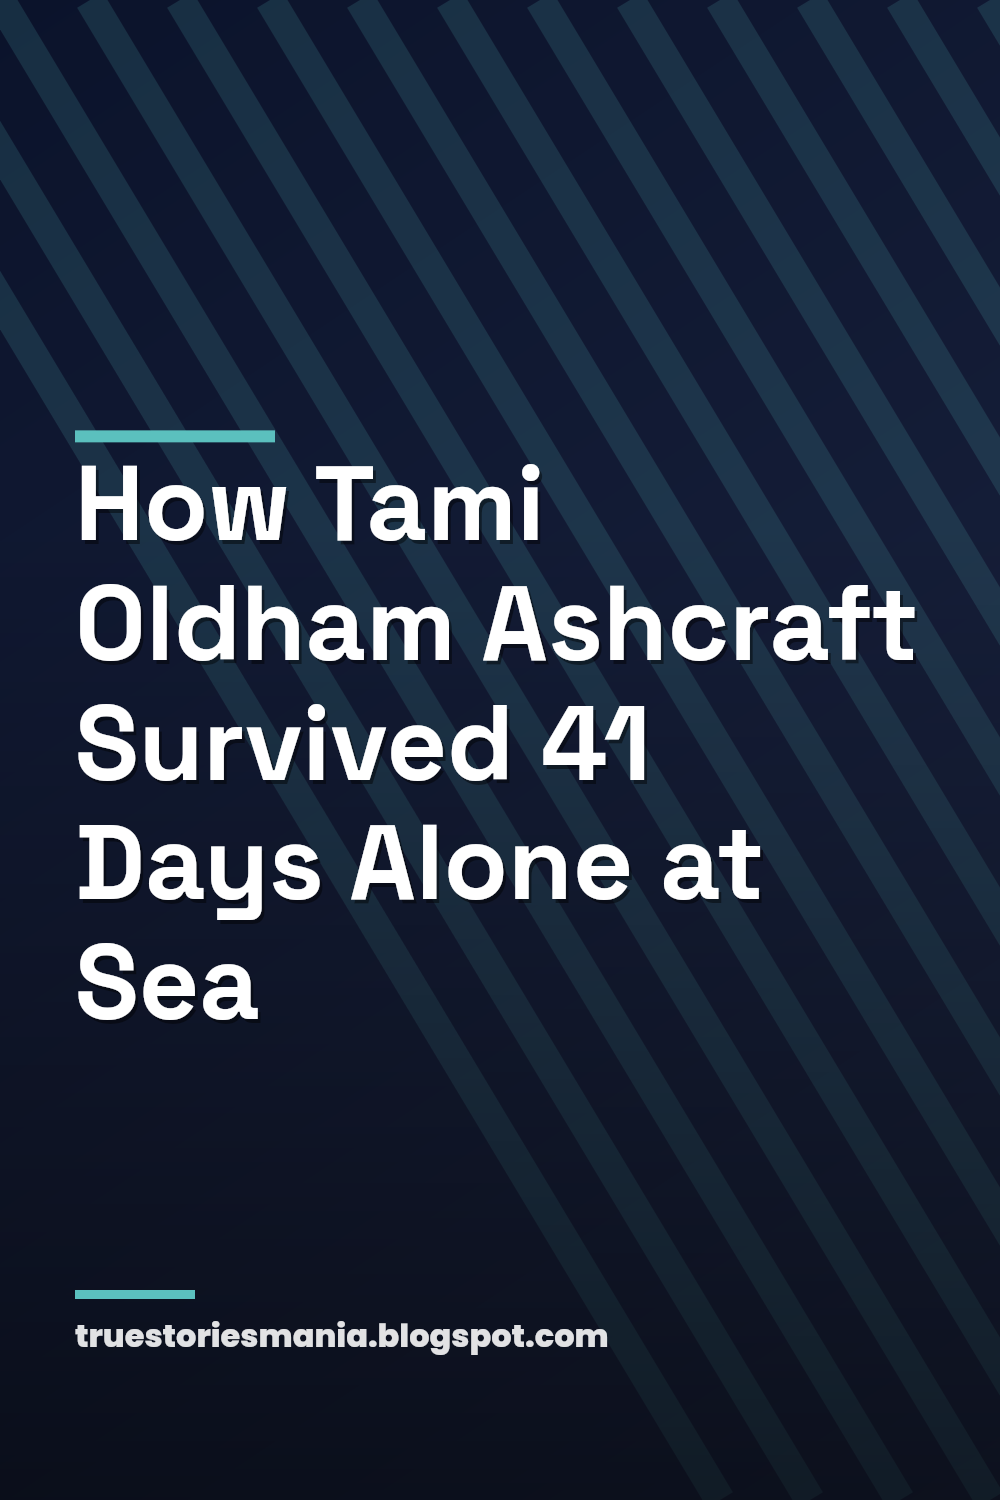 How Tami
Oldham Ashcraft
Survived 41
Days Alone at
Sea
truestoriesmania.blogspot.com